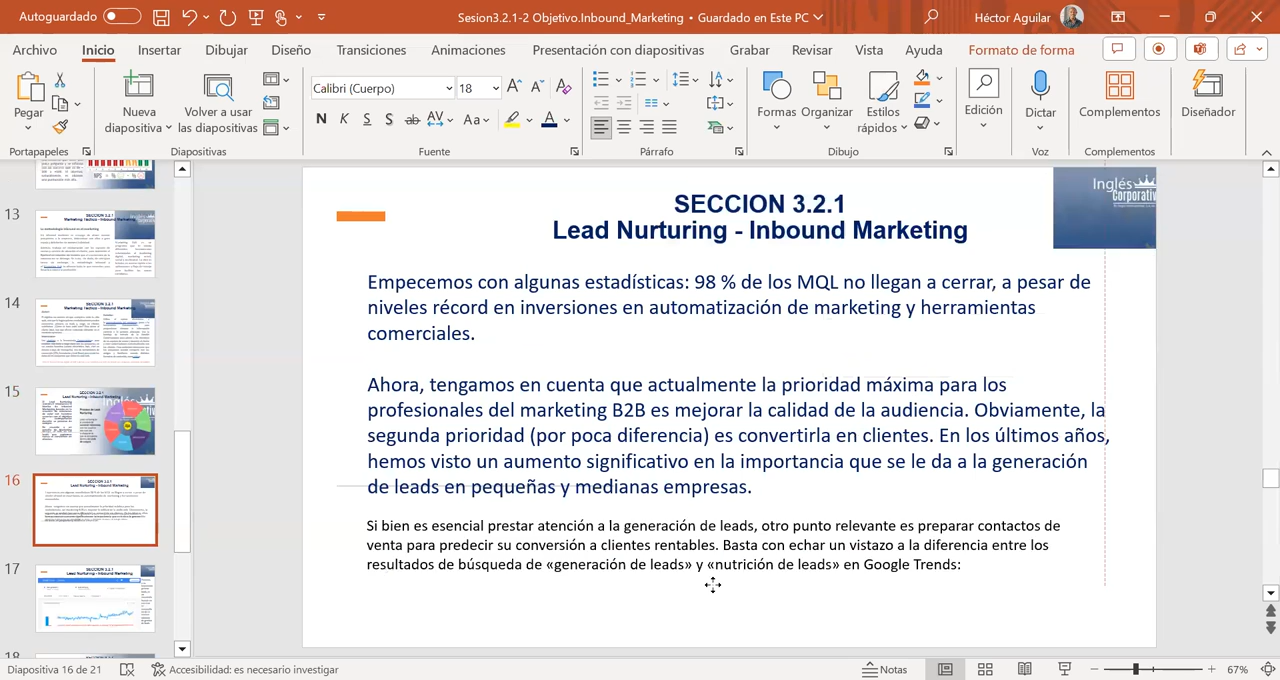 Autoguardado
Sesion3.2.1-2 Objetivo.Inbound_Marketing • Guardado en Este PC
Héctor Aguilar
Archivo Inicio Insertar Dibujar Diseño Transiciones Animaciones Presentación con diapositivas Grabar Revisar Vista Ayuda Formato de forma
Pegar
Nueva diapositiva
Volver a usar las diapositivas
Calibri (Cuerpo) 18
N K S S ab AV Aa A
Formas Organizar Estilos rápidos
Edición
Dictar
Complementos
Diseñador
Portapapeles Diapositivas Fuente Párrafo Dibujo Voz Complementos
13
14
15
16
17
18
SECCION 3.2.1
Lead Nurturing - Inbound Marketing
Inglés
Corporativo
Empecemos con algunas estadísticas: 98 % de los MQL no llegan a cerrar, a pesar de
niveles récord en inversiones en automatización de marketing y herramientas
comerciales.
Ahora, tengamos en cuenta que actualmente la prioridad máxima para los
profesionales del marketing B2B es mejorar la calidad de la audiencia. Obviamente, la
segunda prioridad (por poca diferencia) es convertirla en clientes. En los últimos años,
hemos visto un aumento significativo en la importancia que se le da a la generación
de leads en pequeñas y medianas empresas.
Si bien es esencial prestar atención a la generación de leads, otro punto relevante es preparar contactos de
venta para predecir su conversión a clientes rentables. Basta con echar un vistazo a la diferencia entre los
resultados de búsqueda de «generación de leads» y «nutrición de leads» en Google Trends:
Diapositiva 16 de 21
Accesibilidad: es necesario investigar
Notas
67%